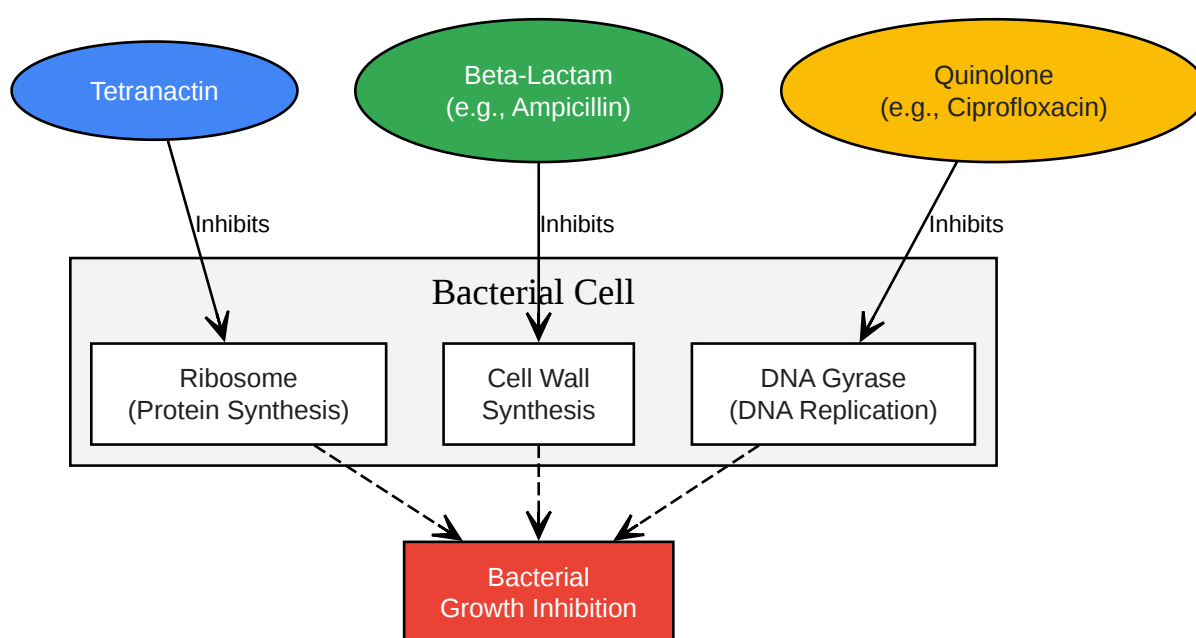 Tetranactin
Beta-Lactam
(e.g., Ampicillin)
Quinolone
(e.g., Ciprofloxacin)
Inhibits
Inhibits
Inhibits
Bacterial Cell
Ribosome
(Protein Synthesis)
Cell Wall
Synthesis
DNA Gyrase
(DNA Replication)
Bacterial
Growth Inhibition